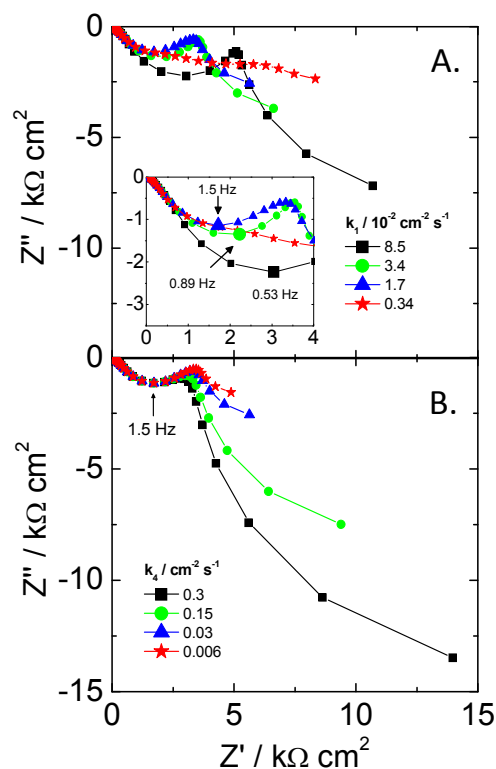 0
-5
-10
Z'' / kΩ cm²
A.
0
-1
-2
-3
1.5 Hz
0.89 Hz
0.53 Hz
0 1 2 3 4
k₁ / 10⁻² cm⁻² s⁻¹
8.5
3.4
1.7
0.34
0
-5
-10
-15
Z'' / kΩ cm²
B.
1.5 Hz
k₄ / cm⁻² s⁻¹
0.3
0.15
0.03
0.006
0 5 10 15
Z' / kΩ cm²